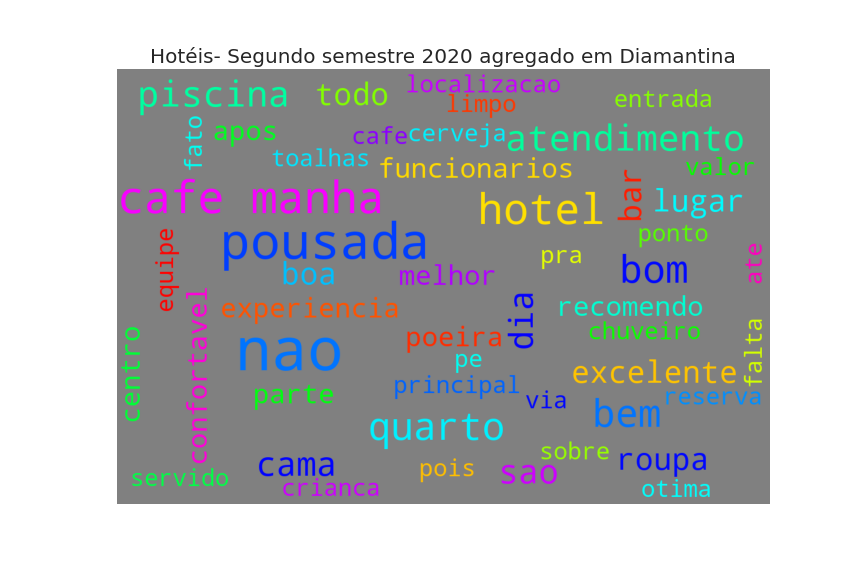 Hotéis- Segundo semestre 2020 agregado em Diamantina
piscina
todo
localizacao
limpo
entrada
fato
apos
cafe
cerveja
atendimento
toalhas
funcionarios
valor
cafe manha
hotel
bar
lugar
pousada
ponto
equipe
boa
melhor
pra
bom
ate
experiencia
dia
recomendo
confortavel
centro
nao
poeira
chuveiro
falta
pe
excelente
parte
principal
via
reserva
quarto
bem
cama
pois
sobre
roupa
servido
crianca
sao
otima